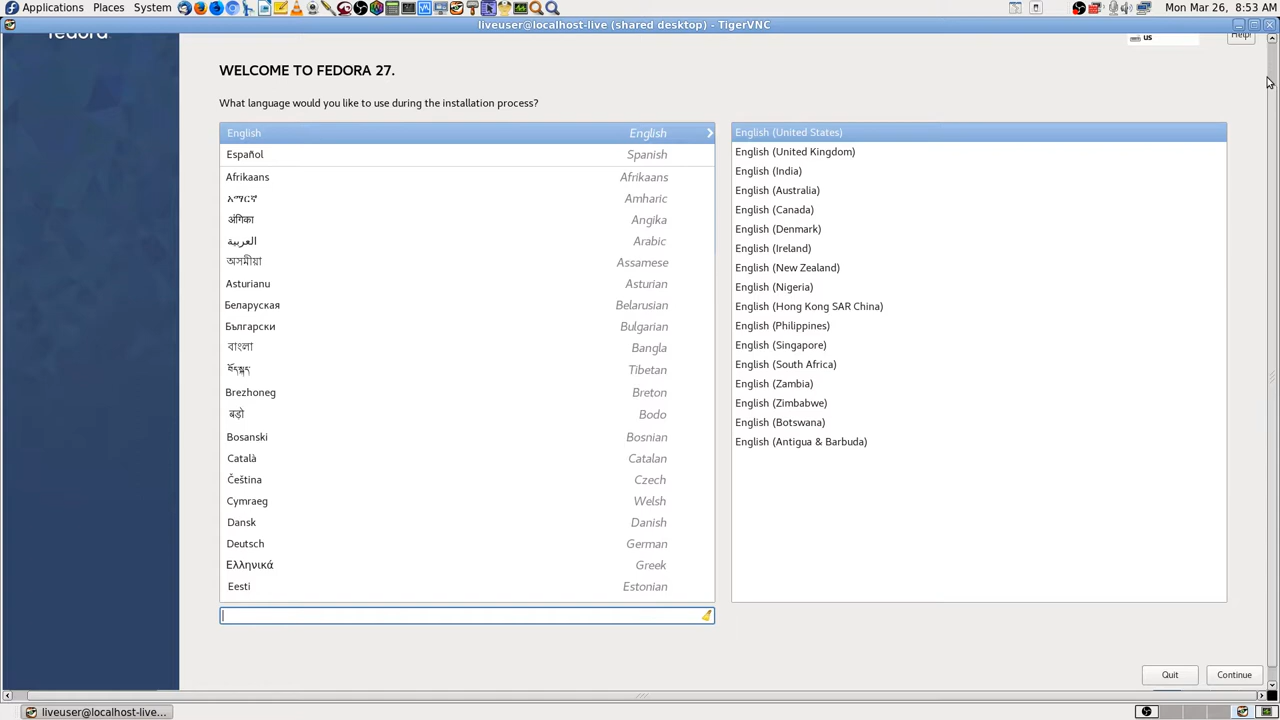 Applications Places System Mon Mar 26, 8:53 AM
liveuser@localhost-live (shared desktop) - TigerVNC
fedora us Help!
WELCOME TO FEDORA 27.
What language would you like to use during the installation process?
English English
Español Spanish
Afrikaans Afrikaans
አማርኛ Amharic
अंगिका Angika
العربية Arabic
অসমীয়া Assamese
Asturianu Asturian
Беларуская Belarusian
Български Bulgarian
বাংলা Bangla
བོད་སྐད་ Tibetan
Brezhoneg Breton
बड़ो Bodo
Bosanski Bosnian
Català Catalan
Čeština Czech
Cymraeg Welsh
Dansk Danish
Deutsch German
Ελληνικά Greek
Eesti Estonian
English (United States)
English (United Kingdom)
English (India)
English (Australia)
English (Canada)
English (Denmark)
English (Ireland)
English (New Zealand)
English (Nigeria)
English (Hong Kong SAR China)
English (Philippines)
English (Singapore)
English (South Africa)
English (Zambia)
English (Zimbabwe)
English (Botswana)
English (Antigua & Barbuda)
Quit Continue
liveuser@localhost-live...